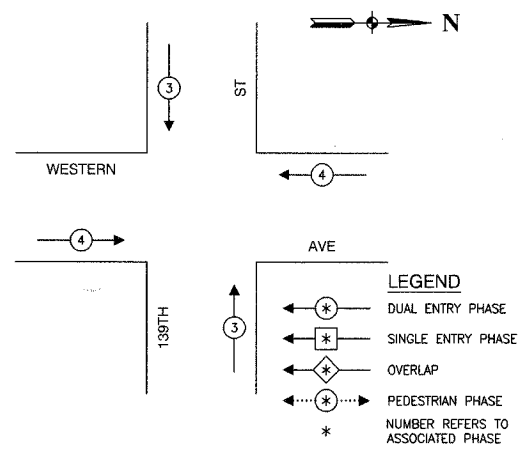 N
3
ST
WESTERN
4
4
AVE
139TH
3
LEGEND
* DUAL ENTRY PHASE
* SINGLE ENTRY PHASE
* OVERLAP
* PEDESTRIAN PHASE
* NUMBER REFERS TO
ASSOCIATED PHASE